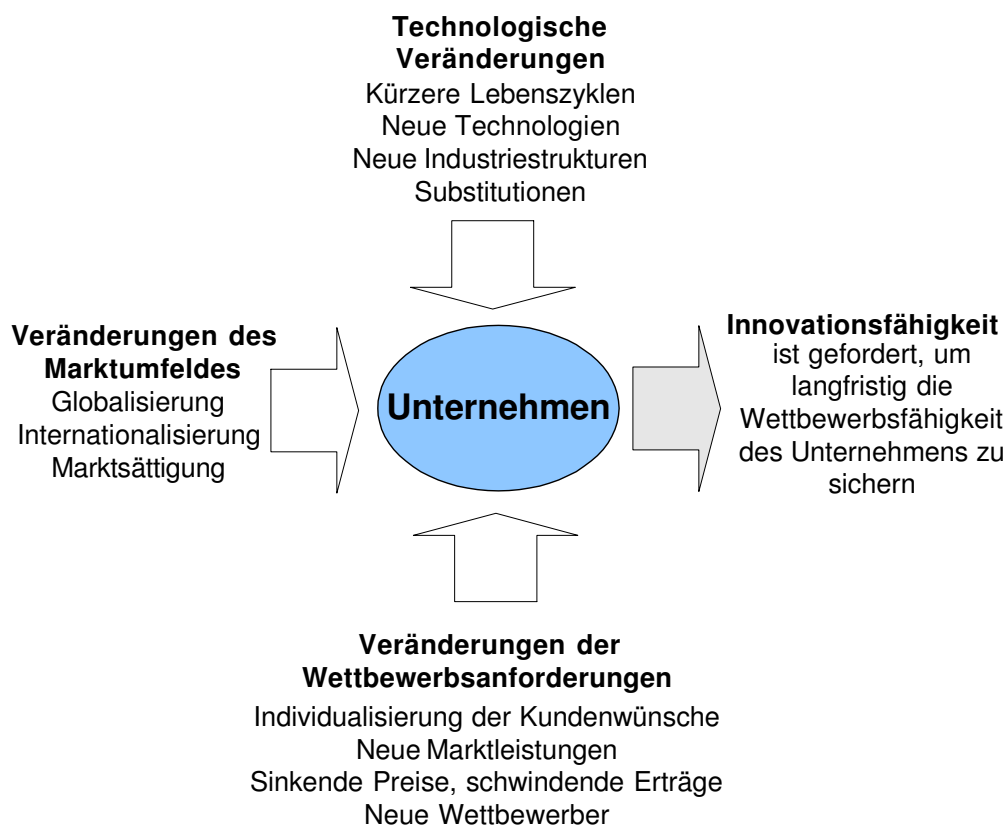 Technologische
Veränderungen
Kürzere Lebenszyklen
Neue Technologien
Neue Industriestrukturen
Substitutionen
Veränderungen des
Marktumfeldes
Globalisierung
Internationalisierung
Marktsättigung
Unternehmen
Innovationsfähigkeit
ist gefordert, um
langfristig die
Wettbewerbsfähigkeit
des Unternehmens zu
sichern
Veränderungen der
Wettbewerbsanforderungen
Individualisierung der Kundenwünsche
Neue Marktleistungen
Sinkende Preise, schwindende Erträge
Neue Wettbewerber